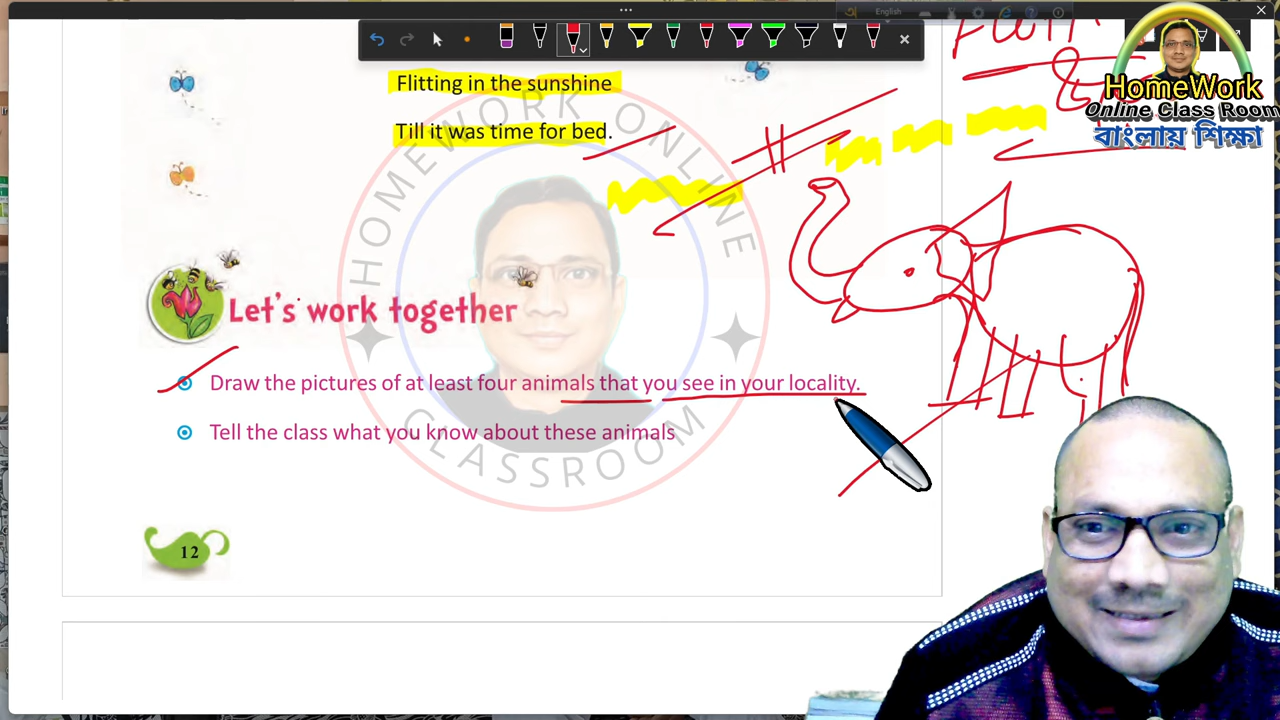 English
Flitting in the sunshine
Till it was time for bed.
HomeWork
Online Class Room
বাংলায় শিক্ষা
HOMEWORK ONLINE
CLASSROOM
Let's work together
Draw the pictures of at least four animals that you see in your locality.
Tell the class what you know about these animals
12